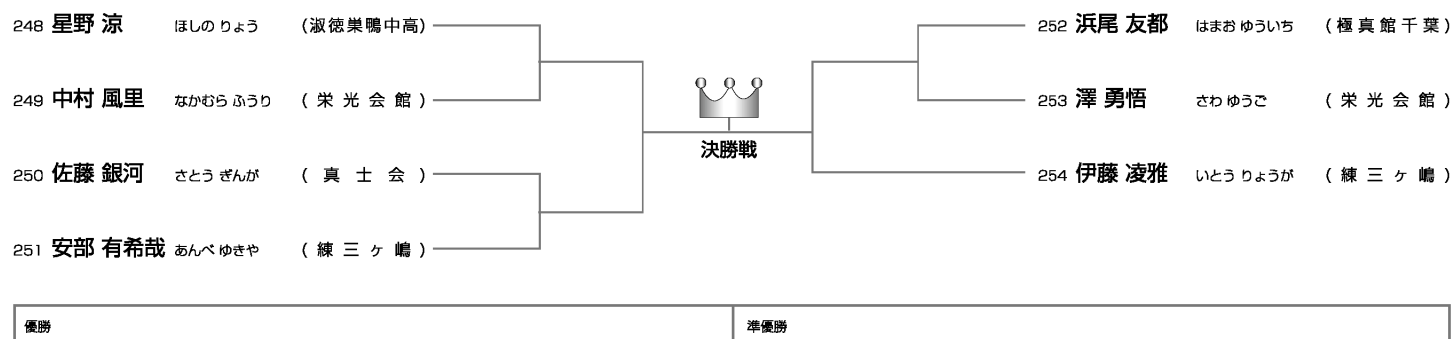 248 星野 涼 ほしの りょう (淑徳巣鴨中高)
249 中村 風里 なかむら ふうり (栄光会館)
250 佐藤 銀河 さとう ぎんが (真士会)
251 安部 有希哉 あんべ ゆきや (練三ヶ嶋)
決勝戦
252 浜尾 友都 はまお ゆういち (極真館千葉)
253 澤 勇悟 さわ ゆうご (栄光会館)
254 伊藤 凌雅 いとう りょうが (練三ヶ嶋)
優勝
準優勝